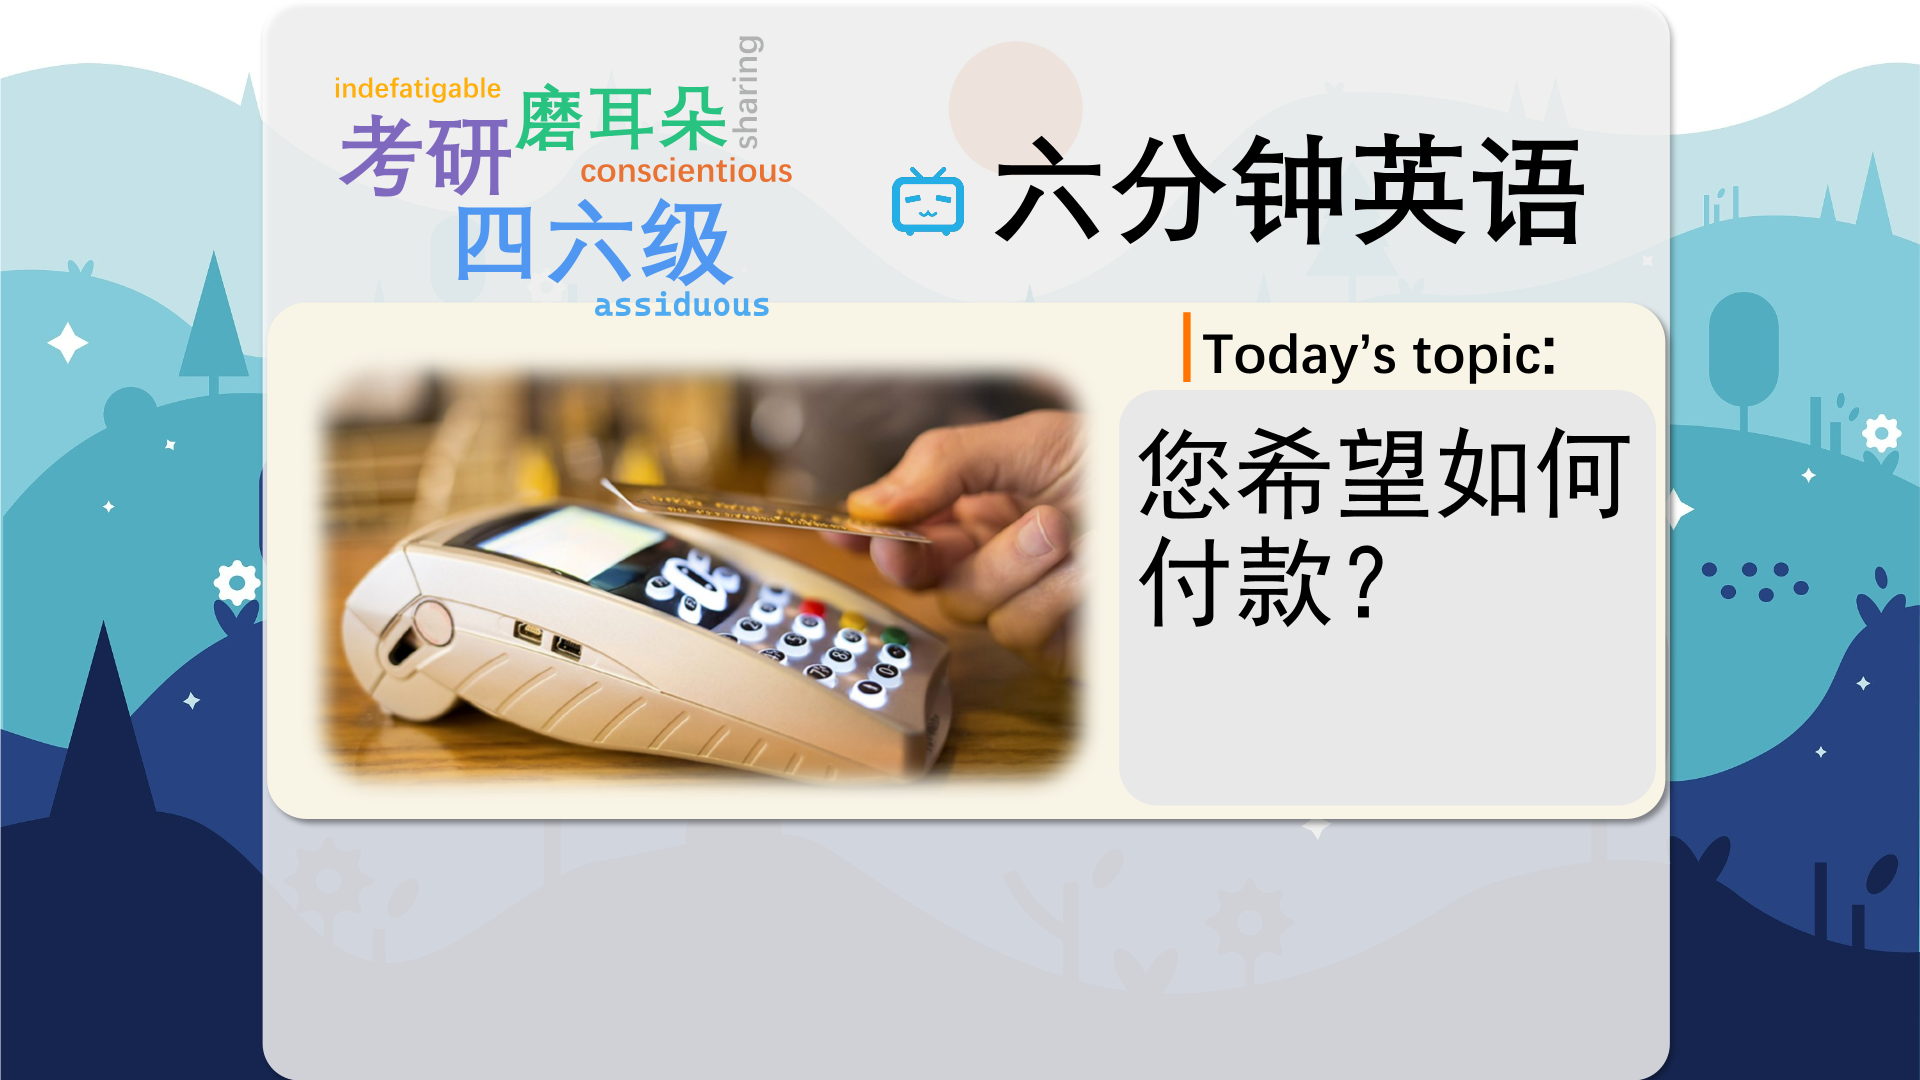 indefatigable
磨耳朵
sharing
考研
conscientious
四六级
assiduous
六分钟英语
Today’s topic:
您希望如何
付款？